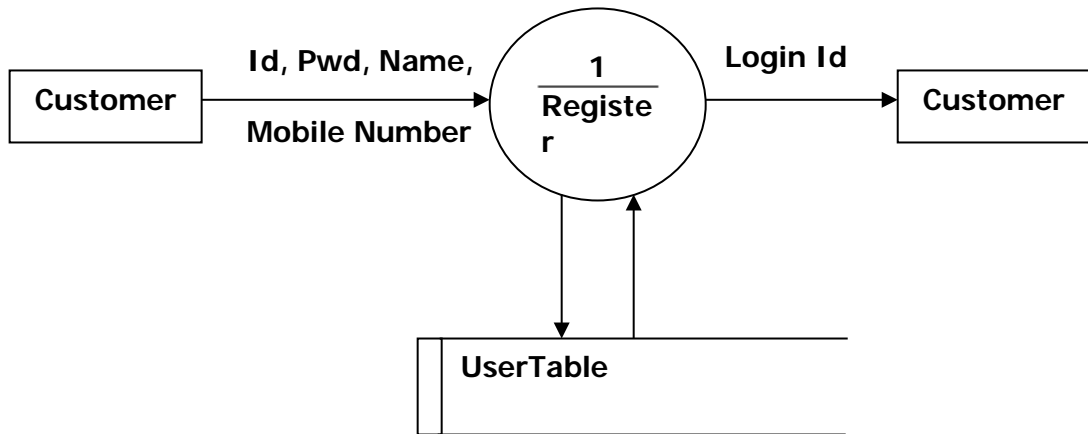 Customer
Id, Pwd, Name,
Mobile Number
1
Registe
r
Login Id
Customer
UserTable